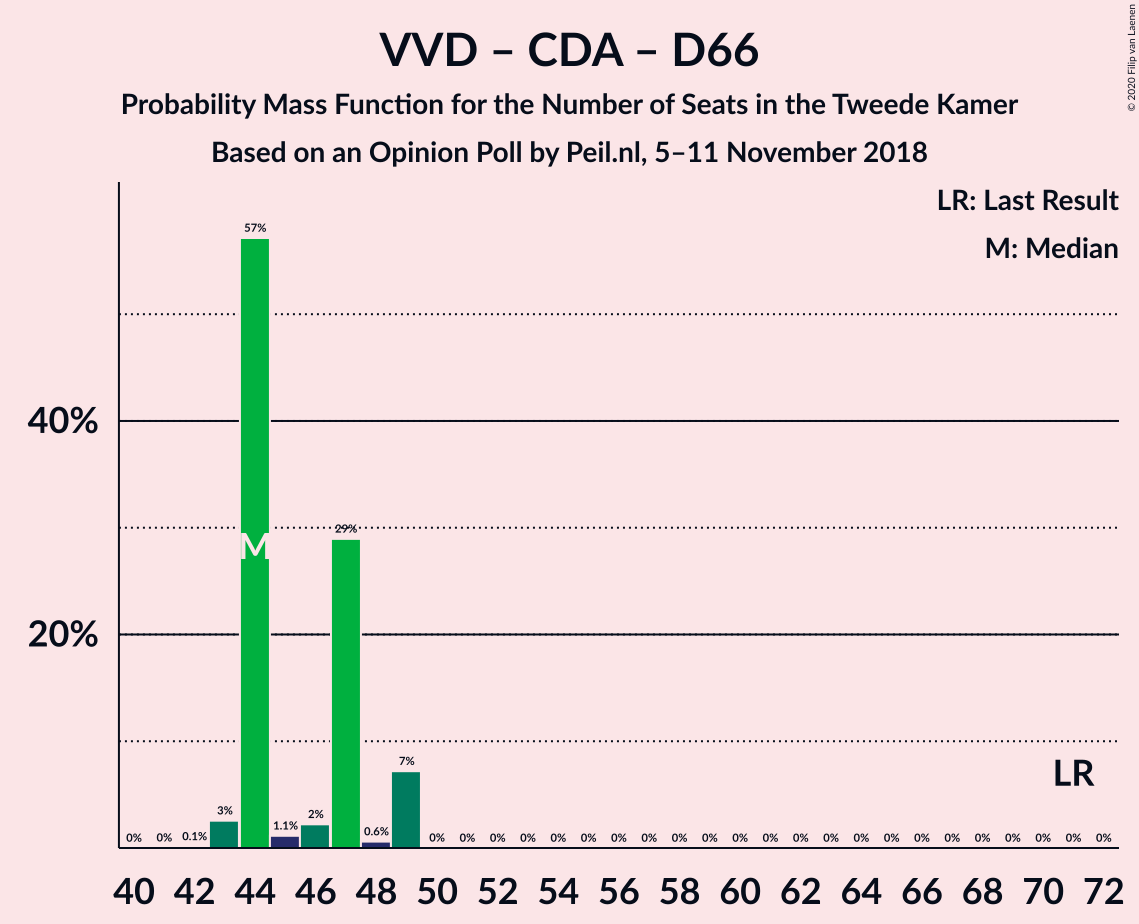 VVD – CDA – D66
Probability Mass Function for the Number of Seats in the Tweede Kamer
Based on an Opinion Poll by Peil.nl, 5–11 November 2018
© 2020 Filip van Laenen
LR: Last Result
M: Median
57%
40%
29%
M
20%
LR
7%
3%
2%
1.1%
0.6%
0% 0% 0.1% 0% 0% 0% 0% 0% 0% 0% 0% 0% 0% 0% 0% 0% 0% 0% 0% 0% 0% 0% 0% 0% 0% 0%
40 42 44 46 48 50 52 54 56 58 60 62 64 66 68 70 72